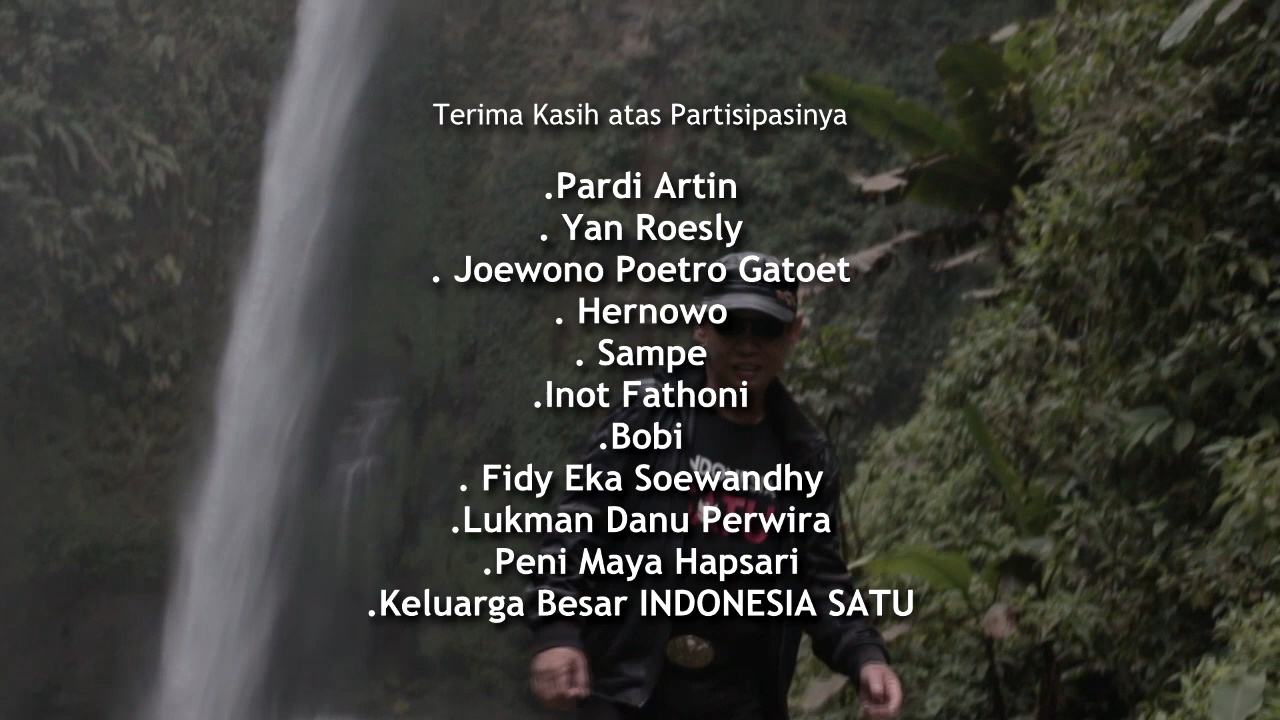 Terima Kasih atas Partisipasinya
.Pardi Artin
. Yan Roesly
. Joewono Poetro Gatoet
. Hernowo
. Sampe
.Inot Fathoni
.Bobi
. Fidy Eka Soewandhy
.Lukman Danu Perwira
.Peni Maya Hapsari
.Keluarga Besar INDONESIA SATU